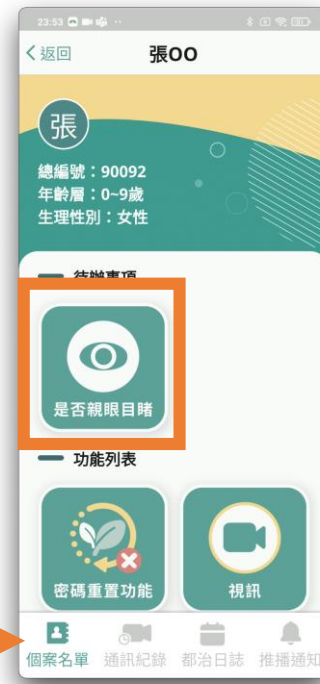 23:53
返回
張OO
張
總編號：90092
年齡層：0~9歲
生理性別：女性
待辦事項
是否親眼目睹
功能列表
密碼重置功能
視訊
個案名單
通訊紀錄
都治日誌
推播通知